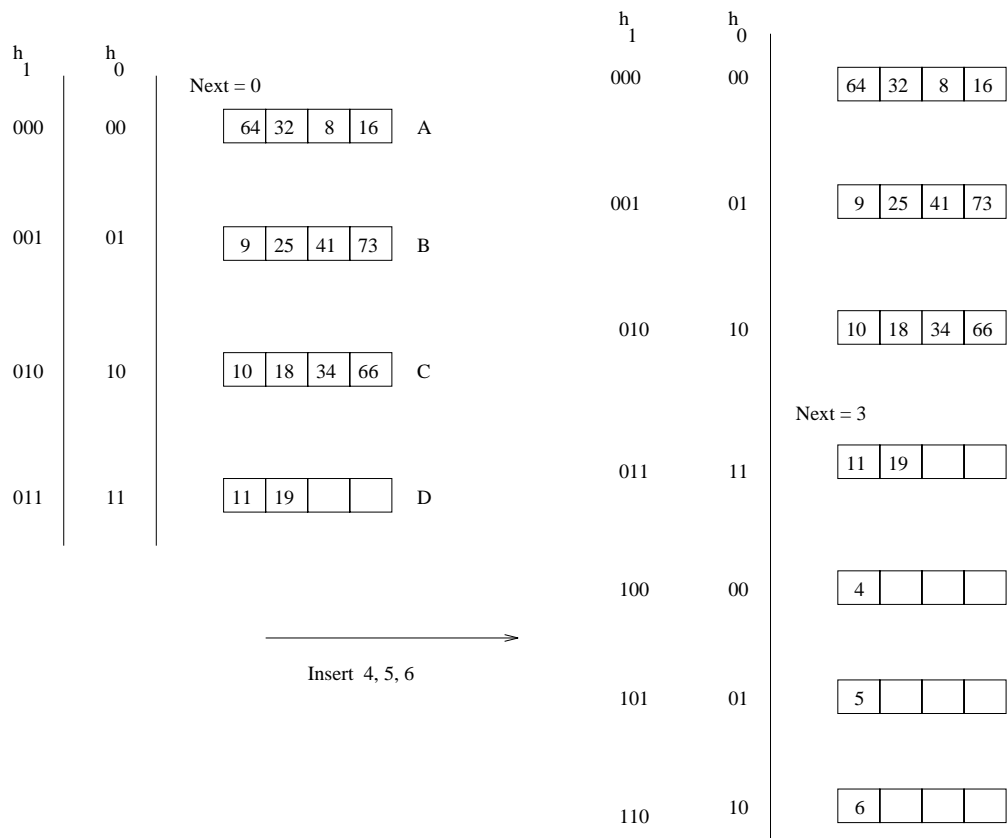 h1 h0
Next = 0
000 00 64 32 8 16 A
001 01 9 25 41 73 B
010 10 10 18 34 66 C
011 11 11 19 D
Insert 4, 5, 6
h1 h0
000 00 64 32 8 16
001 01 9 25 41 73
010 10 10 18 34 66
Next = 3
011 11 11 19
100 00 4
101 01 5
110 10 6